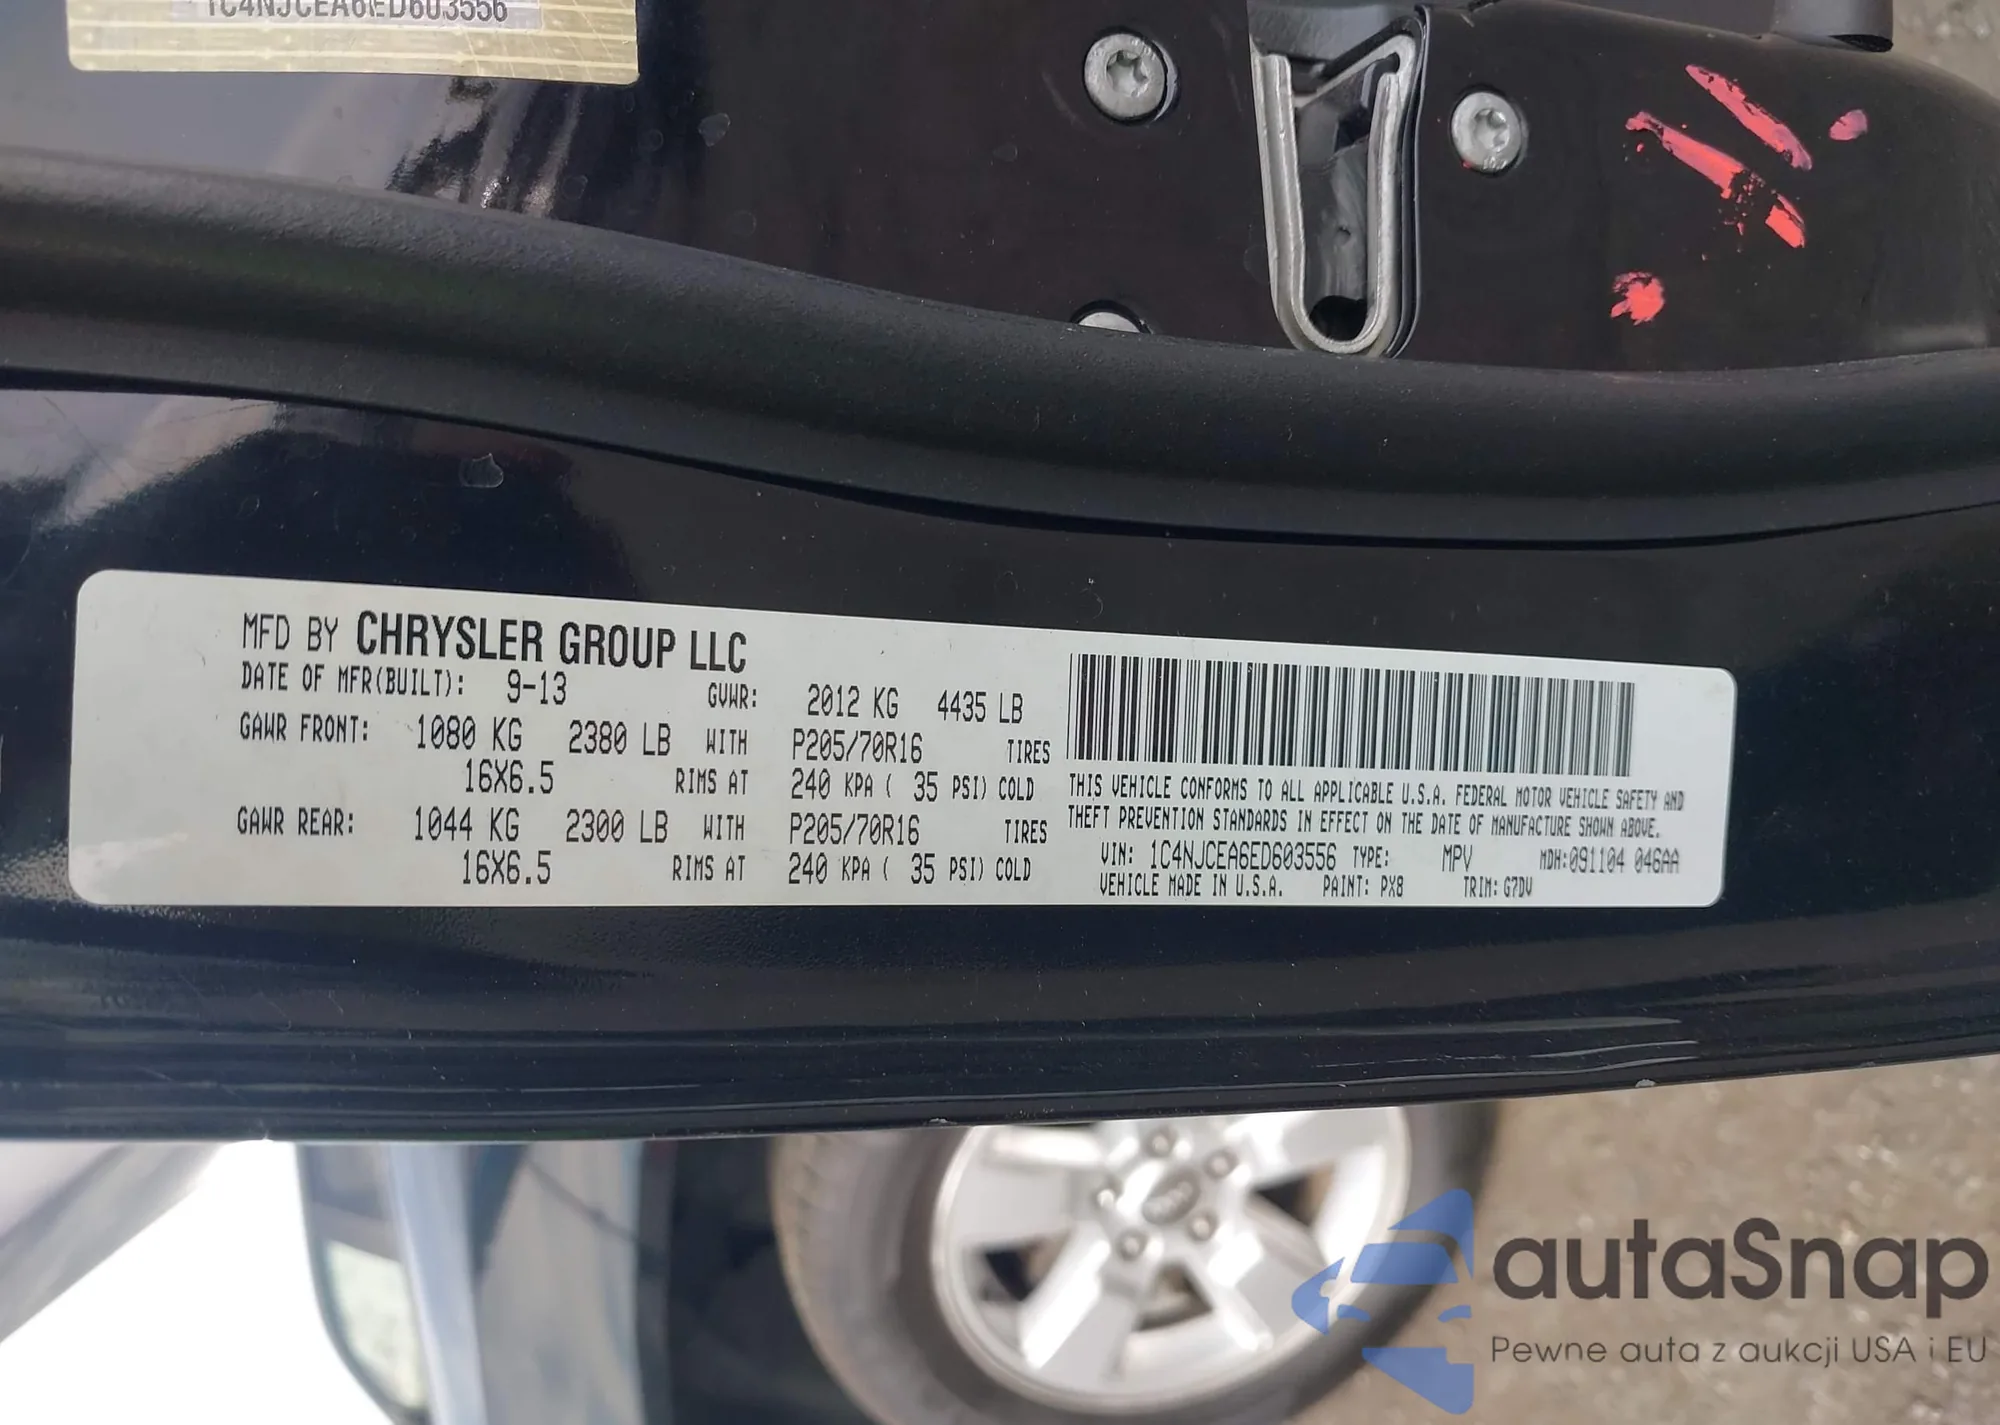 1C4NJCEA6ED603556
MFD BY CHRYSLER GROUP LLC
DATE OF MFR(BUILT): 9-13 GVWR: 2012 KG 4435 LB
GAWR FRONT: 1080 KG 2380 LB WITH P205/70R16 TIRES
16X6.5 RIMS AT 240 KPA ( 35 PSI) COLD
GAWR REAR: 1044 KG 2300 LB WITH P205/70R16 TIRES
16X6.5 RIMS AT 240 KPA ( 35 PSI) COLD
THIS VEHICLE CONFORMS TO ALL APPLICABLE U.S.A. FEDERAL MOTOR VEHICLE SAFETY AND
THEFT PREVENTION STANDARDS IN EFFECT ON THE DATE OF MANUFACTURE SHOWN ABOVE.
VIN: 1C4NJCEA6ED603556 TYPE: MPV MDH:091104 046AA
VEHICLE MADE IN U.S.A. PAINT: PX8 TRIM: G7DV
autaSnap
Pewne auta z aukcji USA i EU